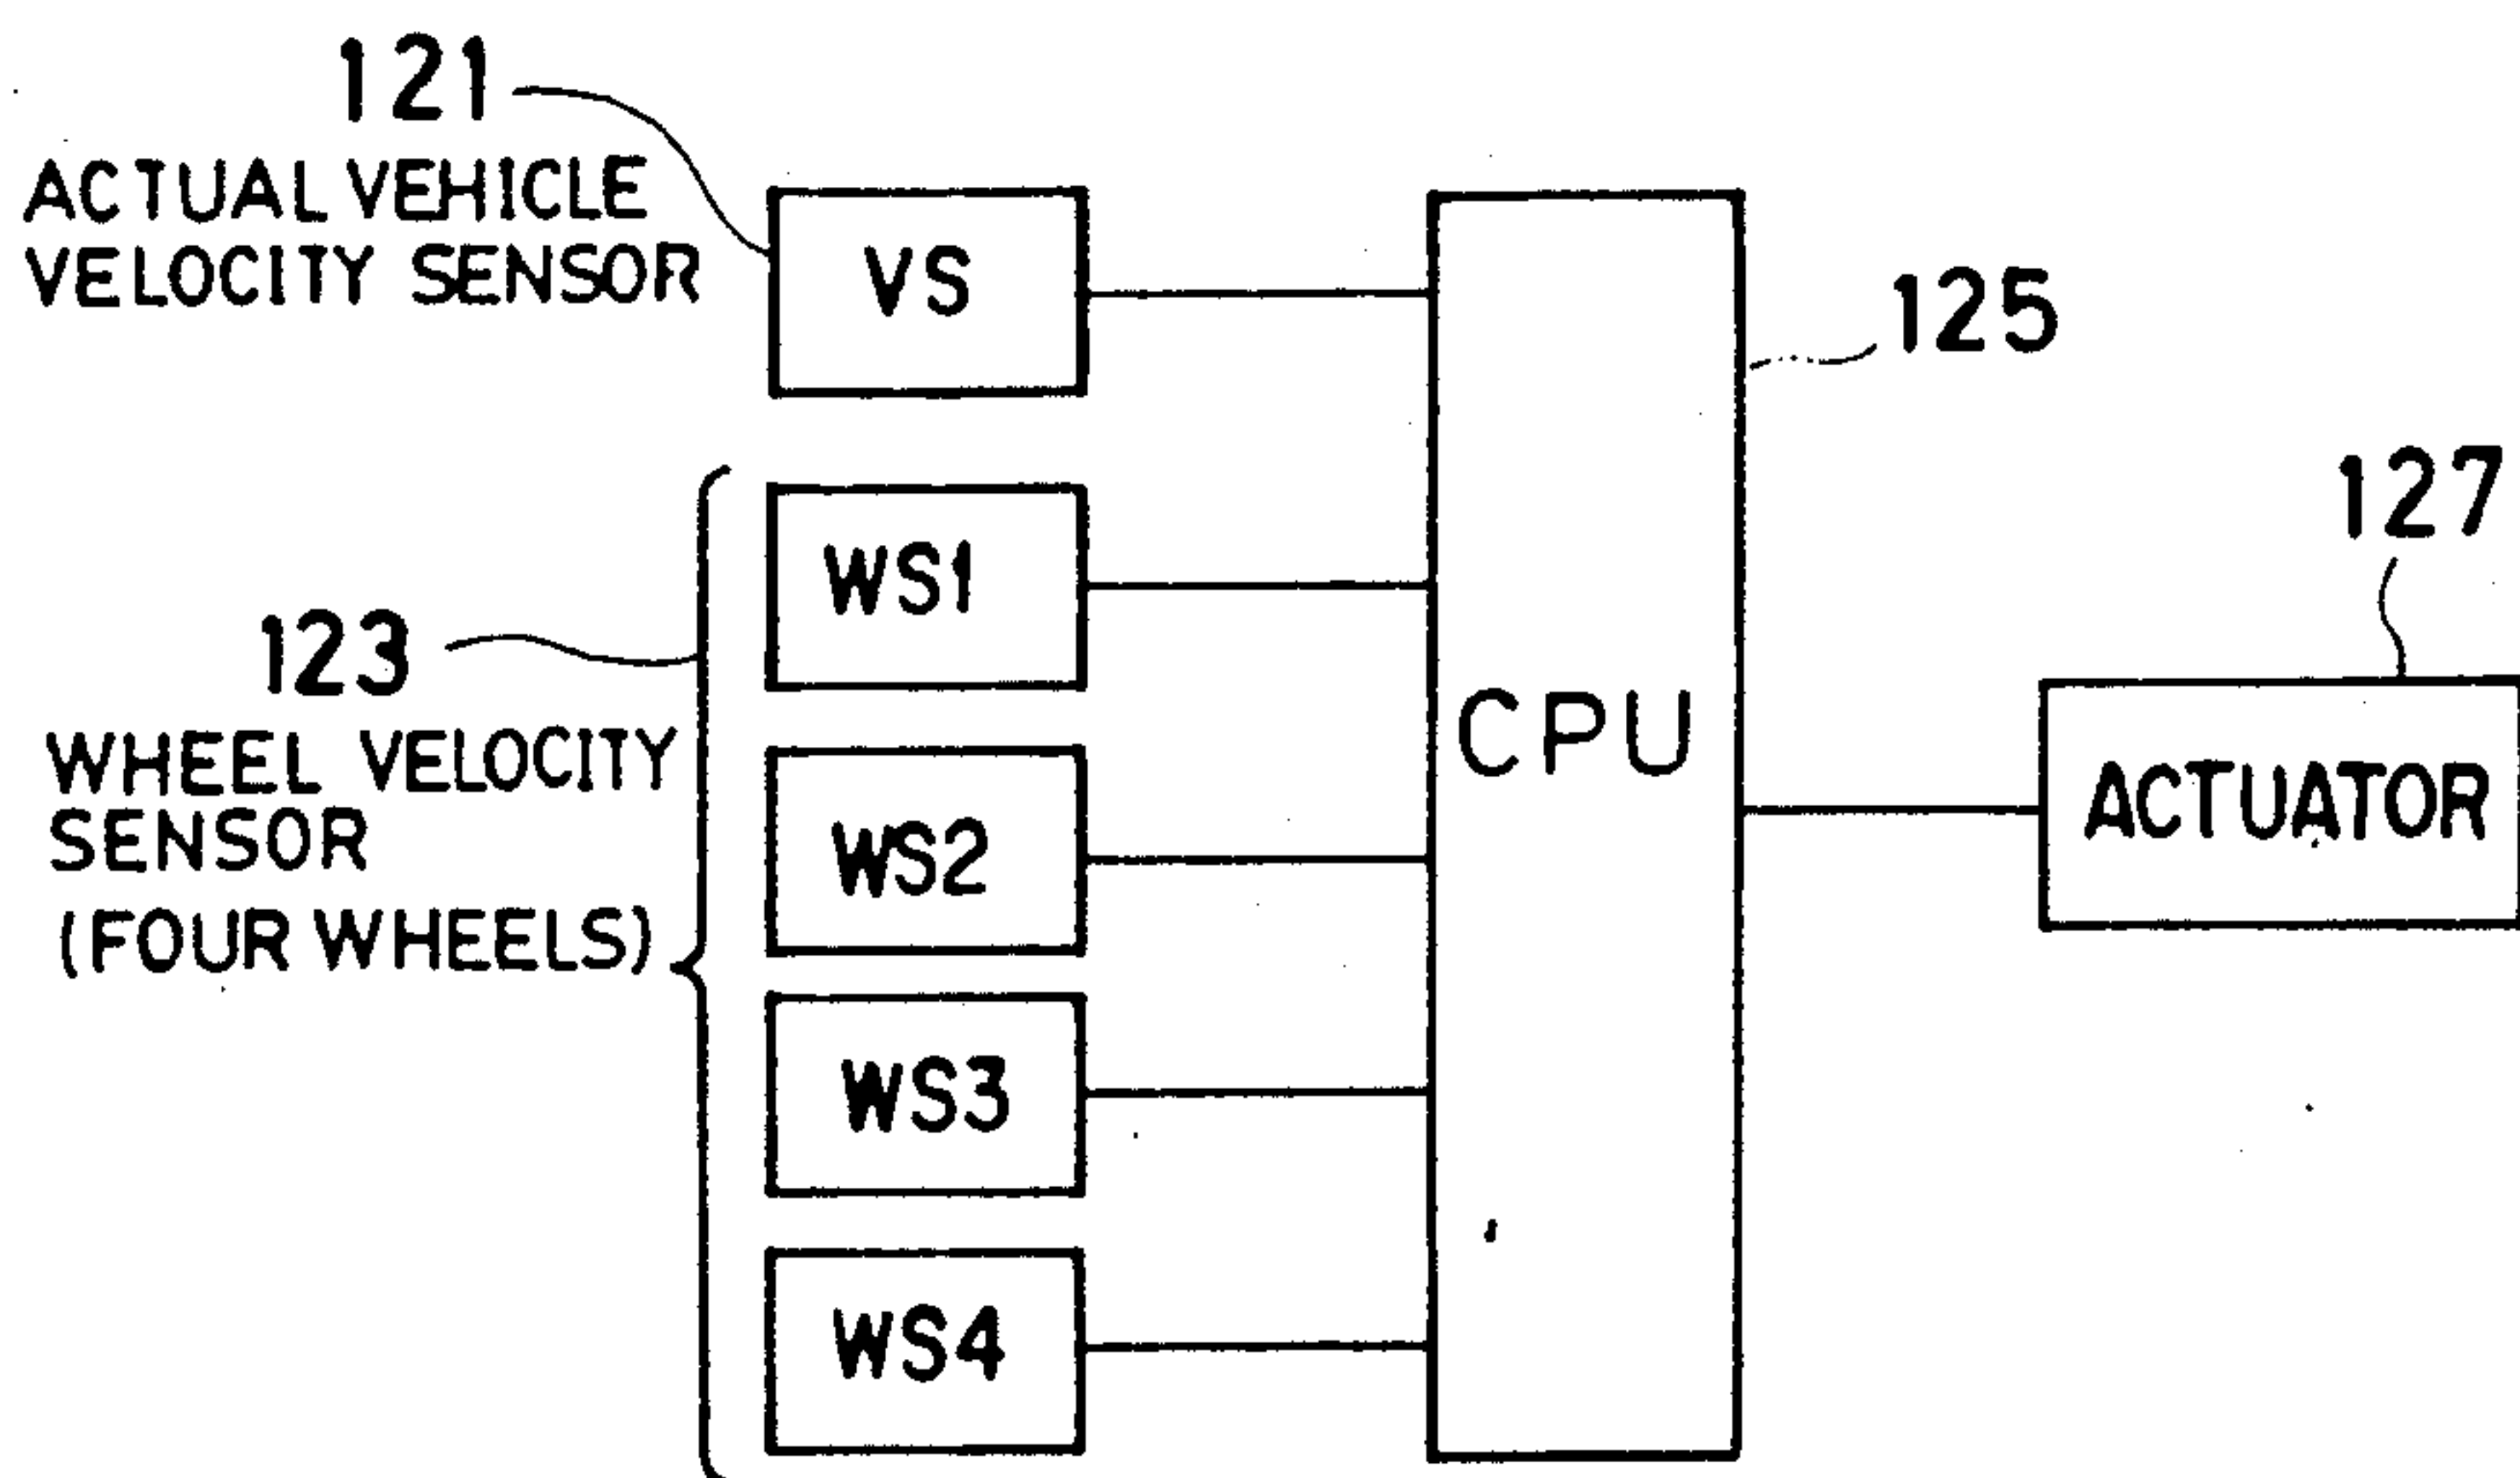 121
ACTUAL VEHICLE
VELOCITY SENSOR
VS
125
127
WS1
123
WHEEL VELOCITY
SENSOR
(FOUR WHEELS)
CPU
ACTUATOR
WS2
WS3
WS4